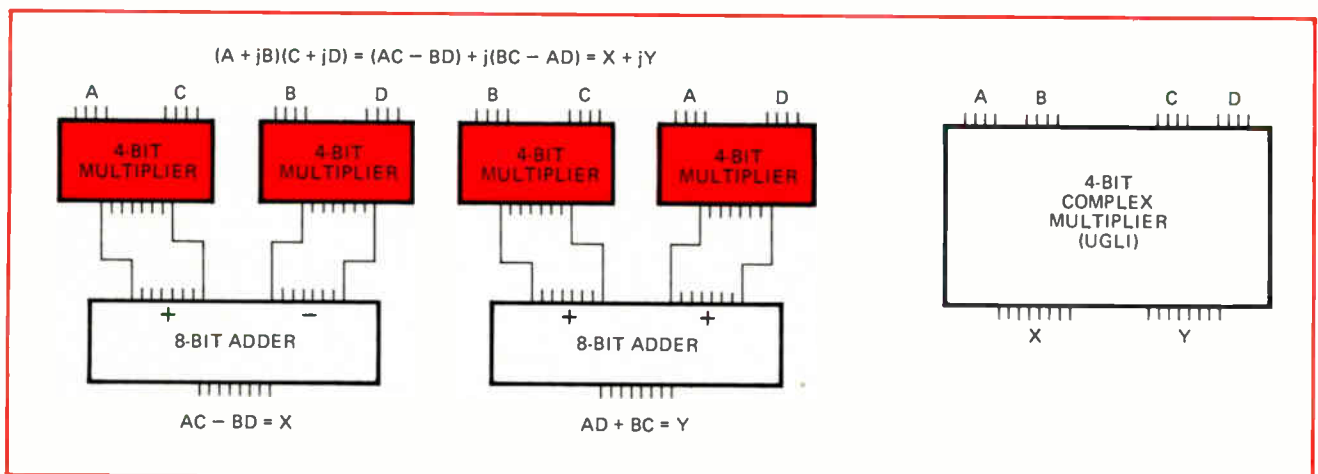 (A + jB)(C + jD) = (AC − BD) + j(BC − AD) = X + jY
A C B D B C A D
4-BIT
MULTIPLIER
4-BIT
MULTIPLIER
4-BIT
MULTIPLIER
4-BIT
MULTIPLIER
+ −
8-BIT ADDER
+ +
8-BIT ADDER
AC − BD = X
AD + BC = Y
A B C D
4-BIT
COMPLEX
MULTIPLIER
(UGLI)
X Y